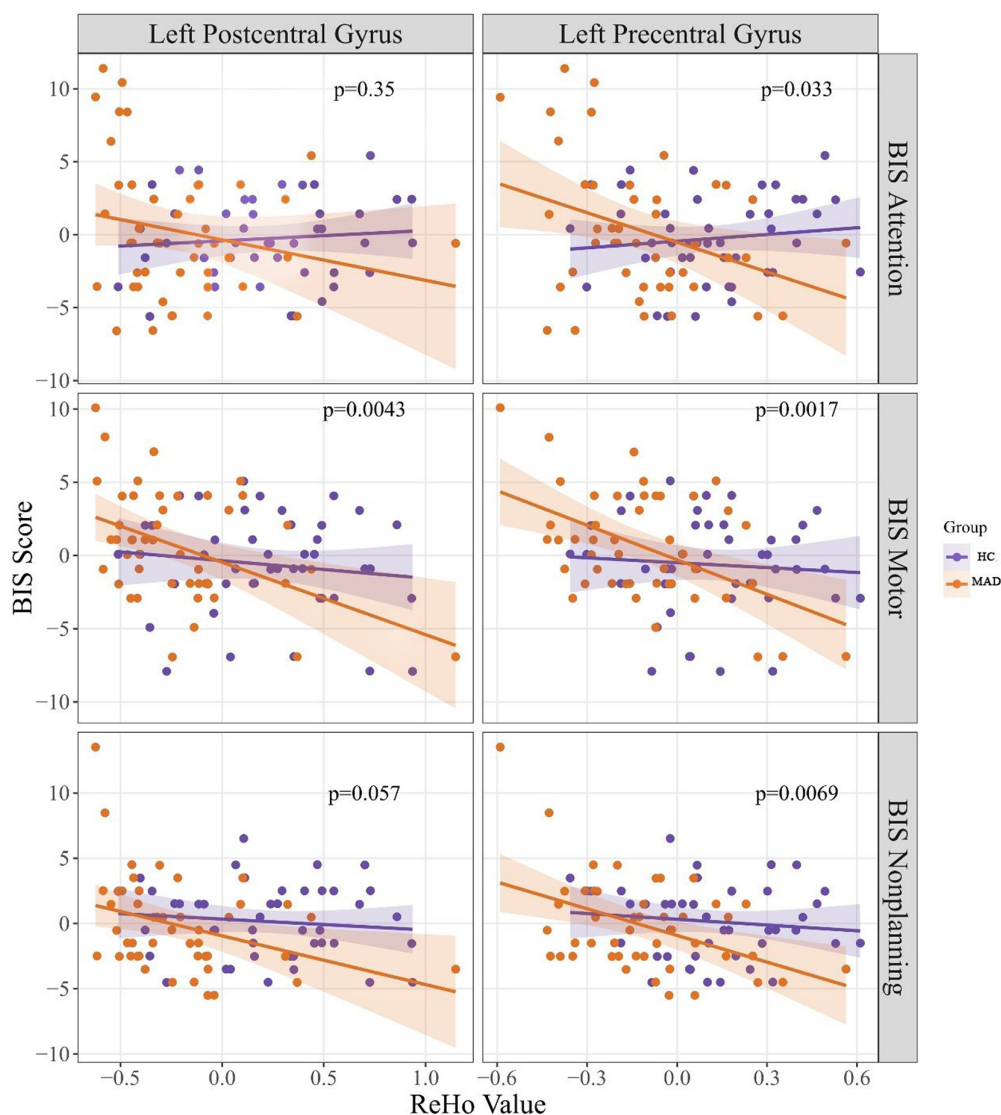 Left Postcentral Gyrus
Left Precentral Gyrus
p=0.35
p=0.033
10
5
0
−5
−10
BIS Attention
p=0.0043
p=0.0017
10
5
0
−5
−10
BIS Motor
BIS Score
Group
HC
MAD
p=0.057
p=0.0069
10
5
0
−5
−10
BIS Nonplanning
−0.5
0.0
0.5
1.0
−0.6
−0.3
0.0
0.3
0.6
ReHo Value